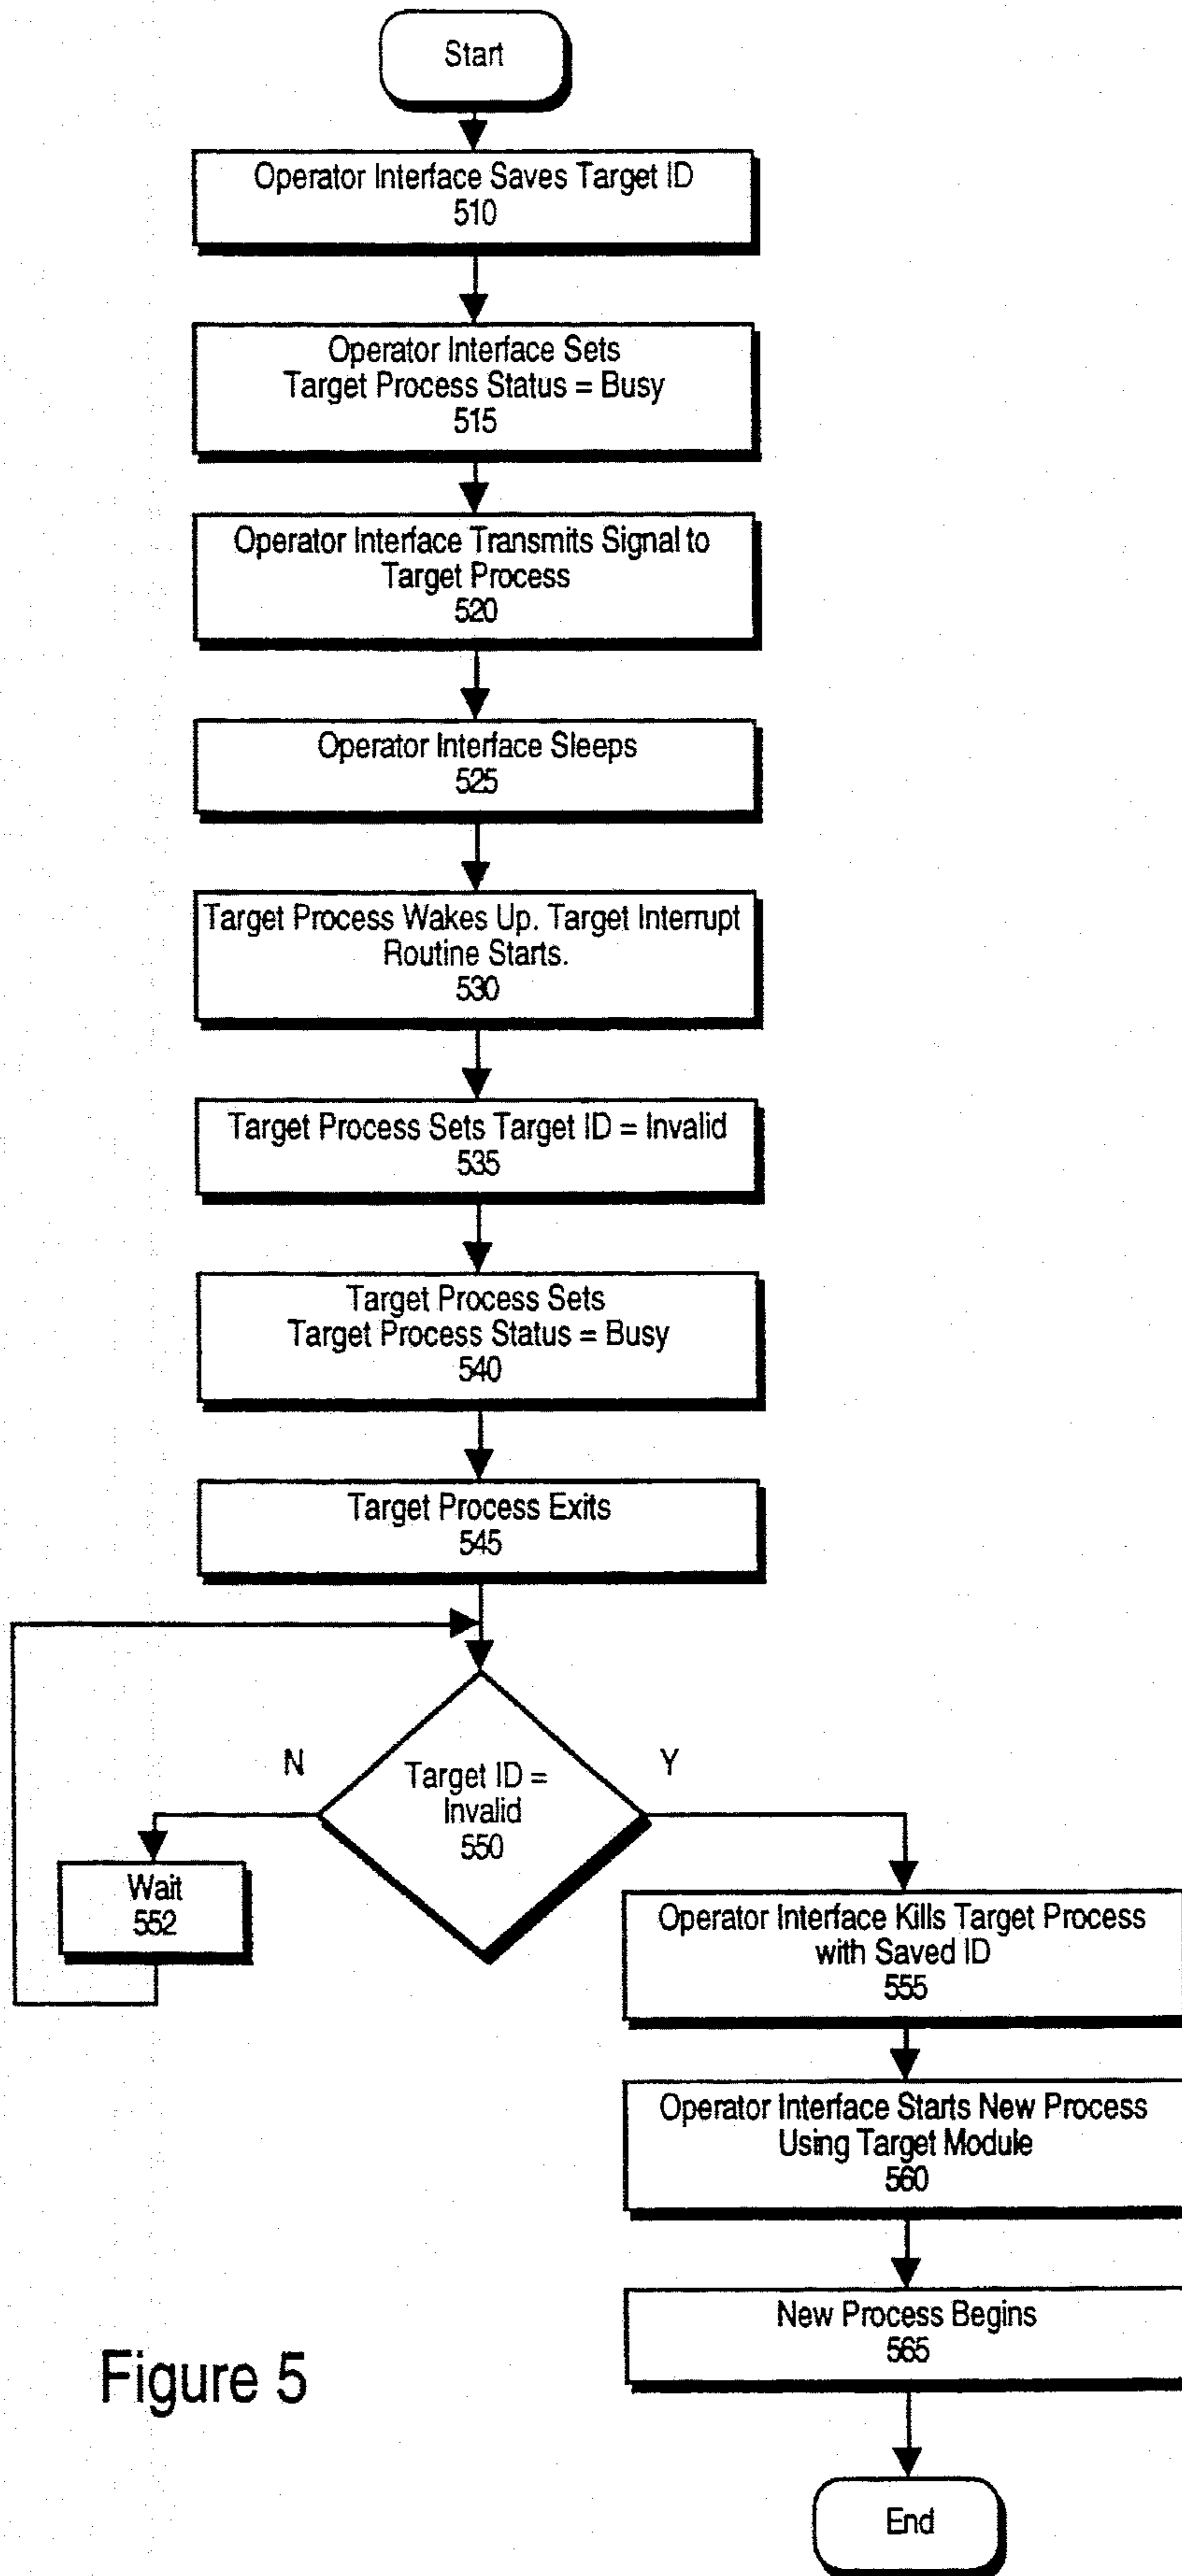 Start
Operator Interface Saves Target ID
510
Operator Interface Sets
Target Process Status = Busy
515
Operator Interface Transmits Signal to
Target Process
520
Operator Interface Sleeps
525
Target Process Wakes Up. Target Interrupt
Routine Starts.
530
Target Process Sets Target ID = Invalid
535
Target Process Sets
Target Process Status = Busy
540
Target Process Exits
545
N
Y
Target ID =
Invalid
550
Wait
552
Operator Interface Kills Target Process
with Saved ID
555
Operator Interface Starts New Process
Using Target Module
560
New Process Begins
565
Figure 5
End